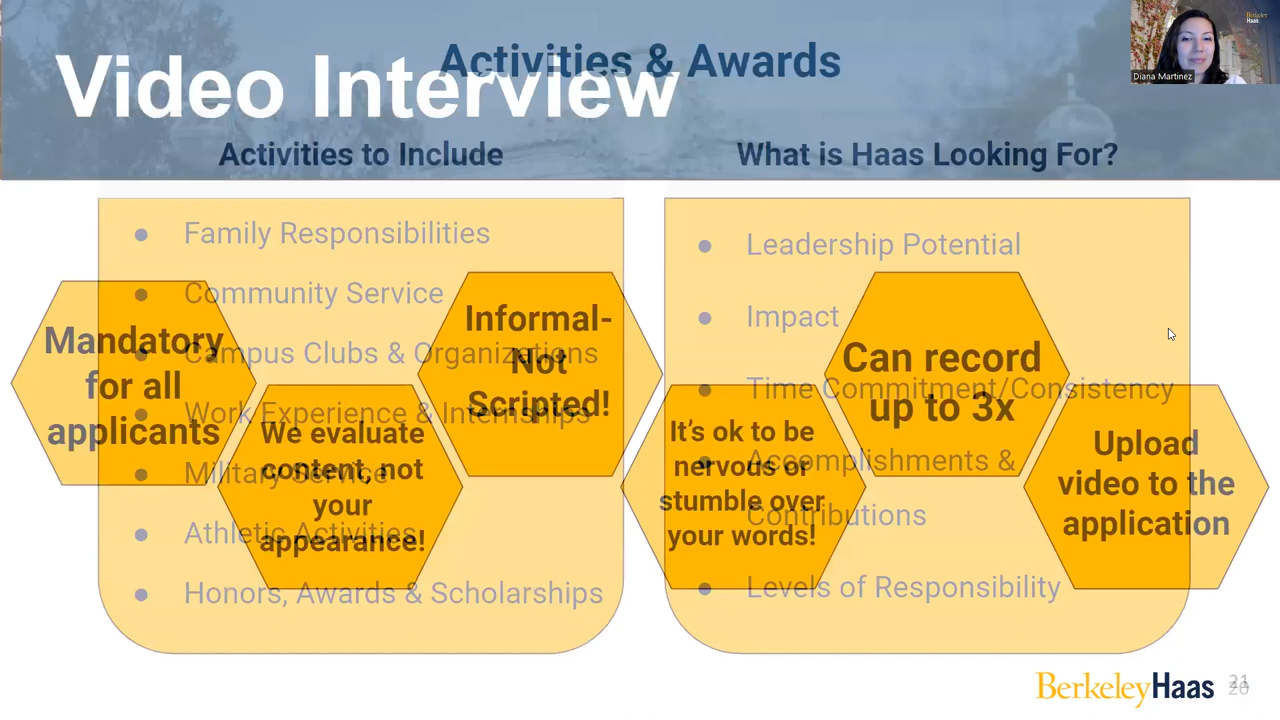 Activities & Awards
Video Interview
Activities to Include
What is Haas Looking For?
● Family Responsibilities
● Community Service
● Campus Clubs & Organizations
● Work Experience & Internships
● Military Service
● Athletic Activities
● Honors, Awards & Scholarships
● Leadership Potential
● Impact
● Time Commitment/Consistency
● Accomplishments &
Contributions
● Levels of Responsibility
Mandatory
for all
applicants
We evaluate
content, not
your
appearance!
Informal-
Not
Scripted!
It's ok to be
nervous or
stumble over
your words!
Can record
up to 3x
Upload
video to the
application
Berkeley
Haas
Diana Martinez
BerkeleyHaas
21
20